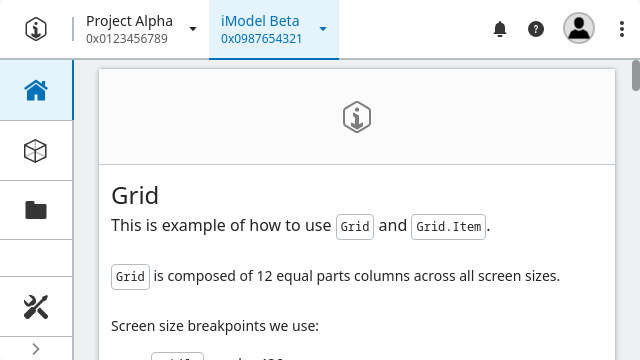 Project Alpha
0x0123456789
iModel Beta
0x0987654321
Grid
This is example of how to use Grid and Grid.Item.
Grid is composed of 12 equal parts columns across all screen sizes.
Screen size breakpoints we use: